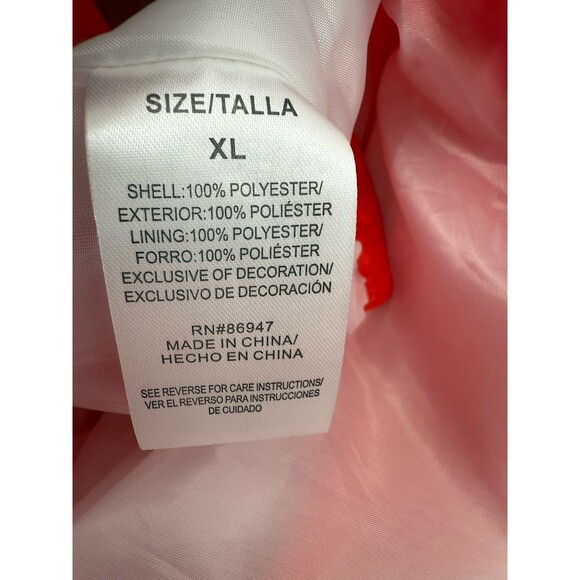 SIZE/TALLA
XL
SHELL:100% POLYESTER/
EXTERIOR:100% POLIÉSTER
LINING:100% POLYESTER/
FORRO:100% POLIÉSTER
EXCLUSIVE OF DECORATION/
EXCLUSIVO DE DECORACIÓN
RN#86947
MADE IN CHINA/
HECHO EN CHINA
SEE REVERSE FOR CARE INSTRUCTIONS/
VER EL REVERSO PARA INSTRUCCIONES
DE CUIDADO